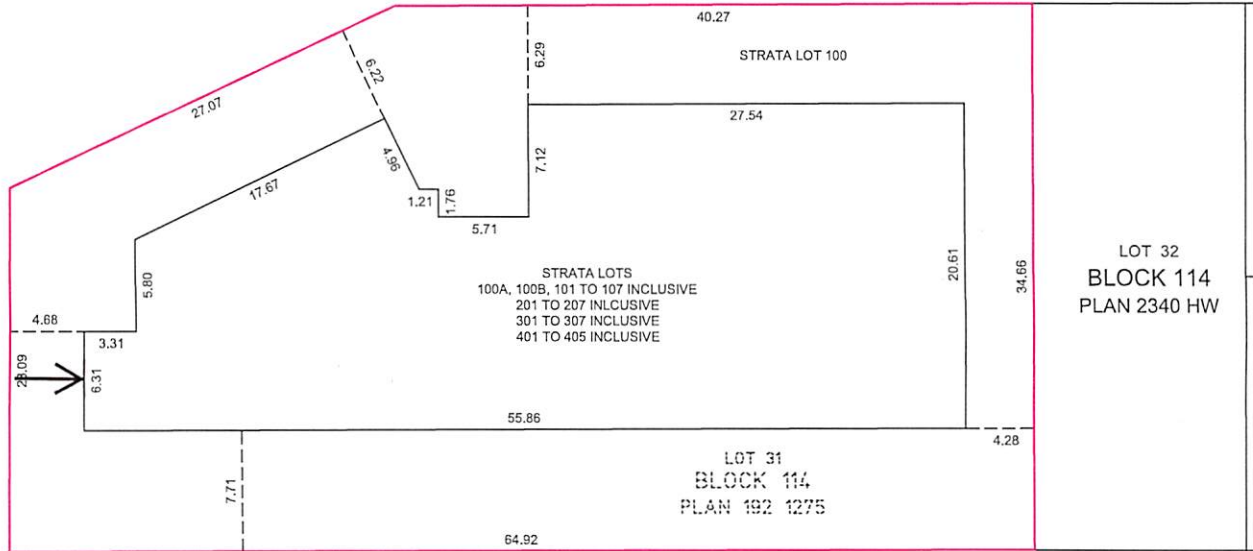 40.27
STRATA LOT 100
6.29
6.22
27.07
27.54
4.96
7.12
17.67
1.21
1.76
5.71
5.80
STRATA LOTS
100A, 100B, 101 TO 107 INCLUSIVE
201 TO 207 INLCUSIVE
301 TO 307 INCLUSIVE
401 TO 405 INCLUSIVE
20.61
34.66
LOT 32
BLOCK 114
PLAN 2340 HW
4.68
3.31
23.09
6.31
55.86
4.28
LOT 31
BLOCK 114
PLAN 192 1275
7.71
64.92